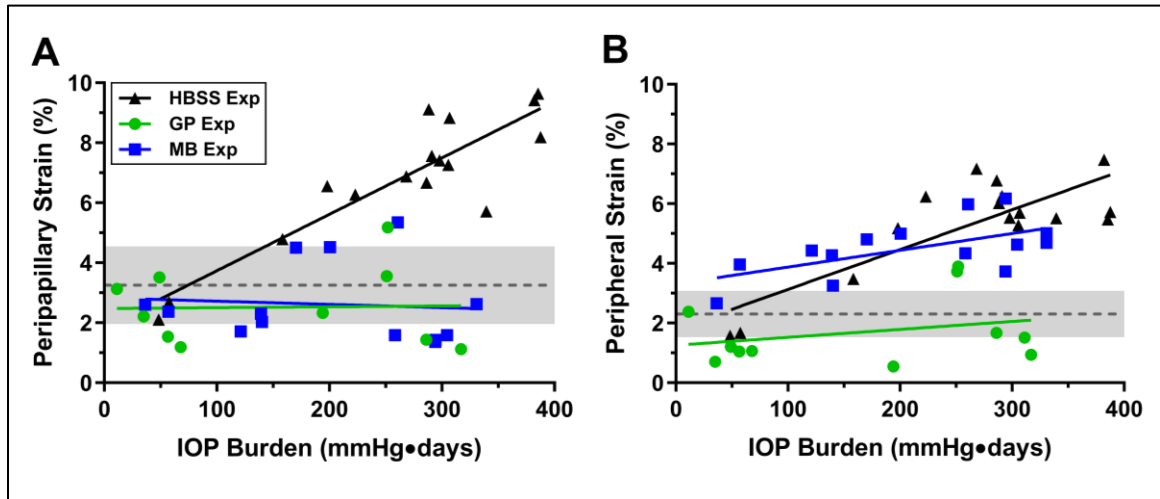 A
Peripapillary Strain (%)
10
8
6
4
2
0
HBSS Exp
GP Exp
MB Exp
0 100 200 300 400
IOP Burden (mmHg•days)
B
Peripheral Strain (%)
10
8
6
4
2
0
0 100 200 300 400
IOP Burden (mmHg•days)